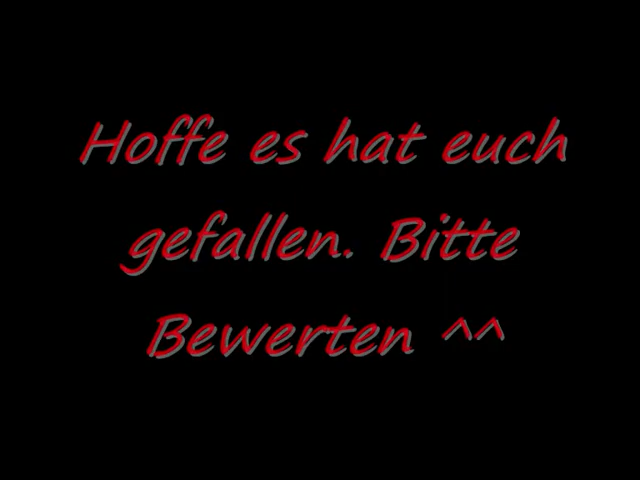 Hoffe es hat euch
gefallen. Bitte
Bewerten ^^